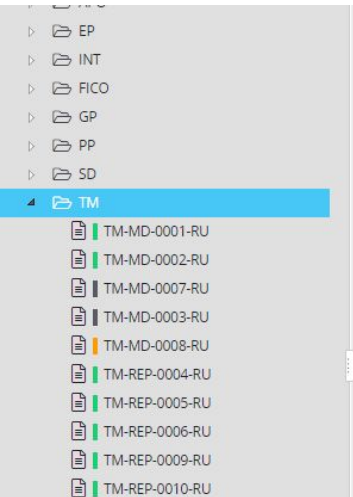 EP
INT
FICO
GP
PP
SD
TM
TM-MD-0001-RU
TM-MD-0002-RU
TM-MD-0007-RU
TM-MD-0003-RU
TM-MD-0008-RU
TM-REP-0004-RU
TM-REP-0005-RU
TM-REP-0006-RU
TM-REP-0009-RU
TM-REP-0010-RU